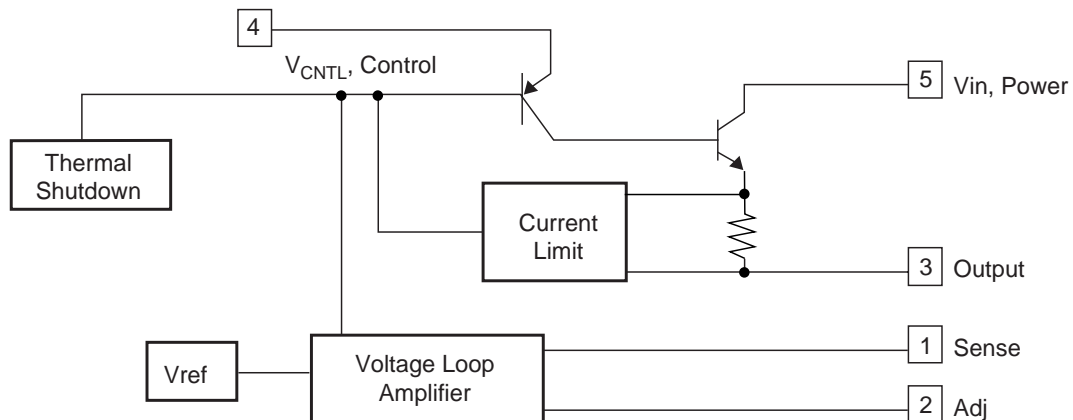 4
V_CNTL, Control
5 Vin, Power
Thermal
Shutdown
Current
Limit
3 Output
1 Sense
Vref
Voltage Loop
Amplifier
2 Adj